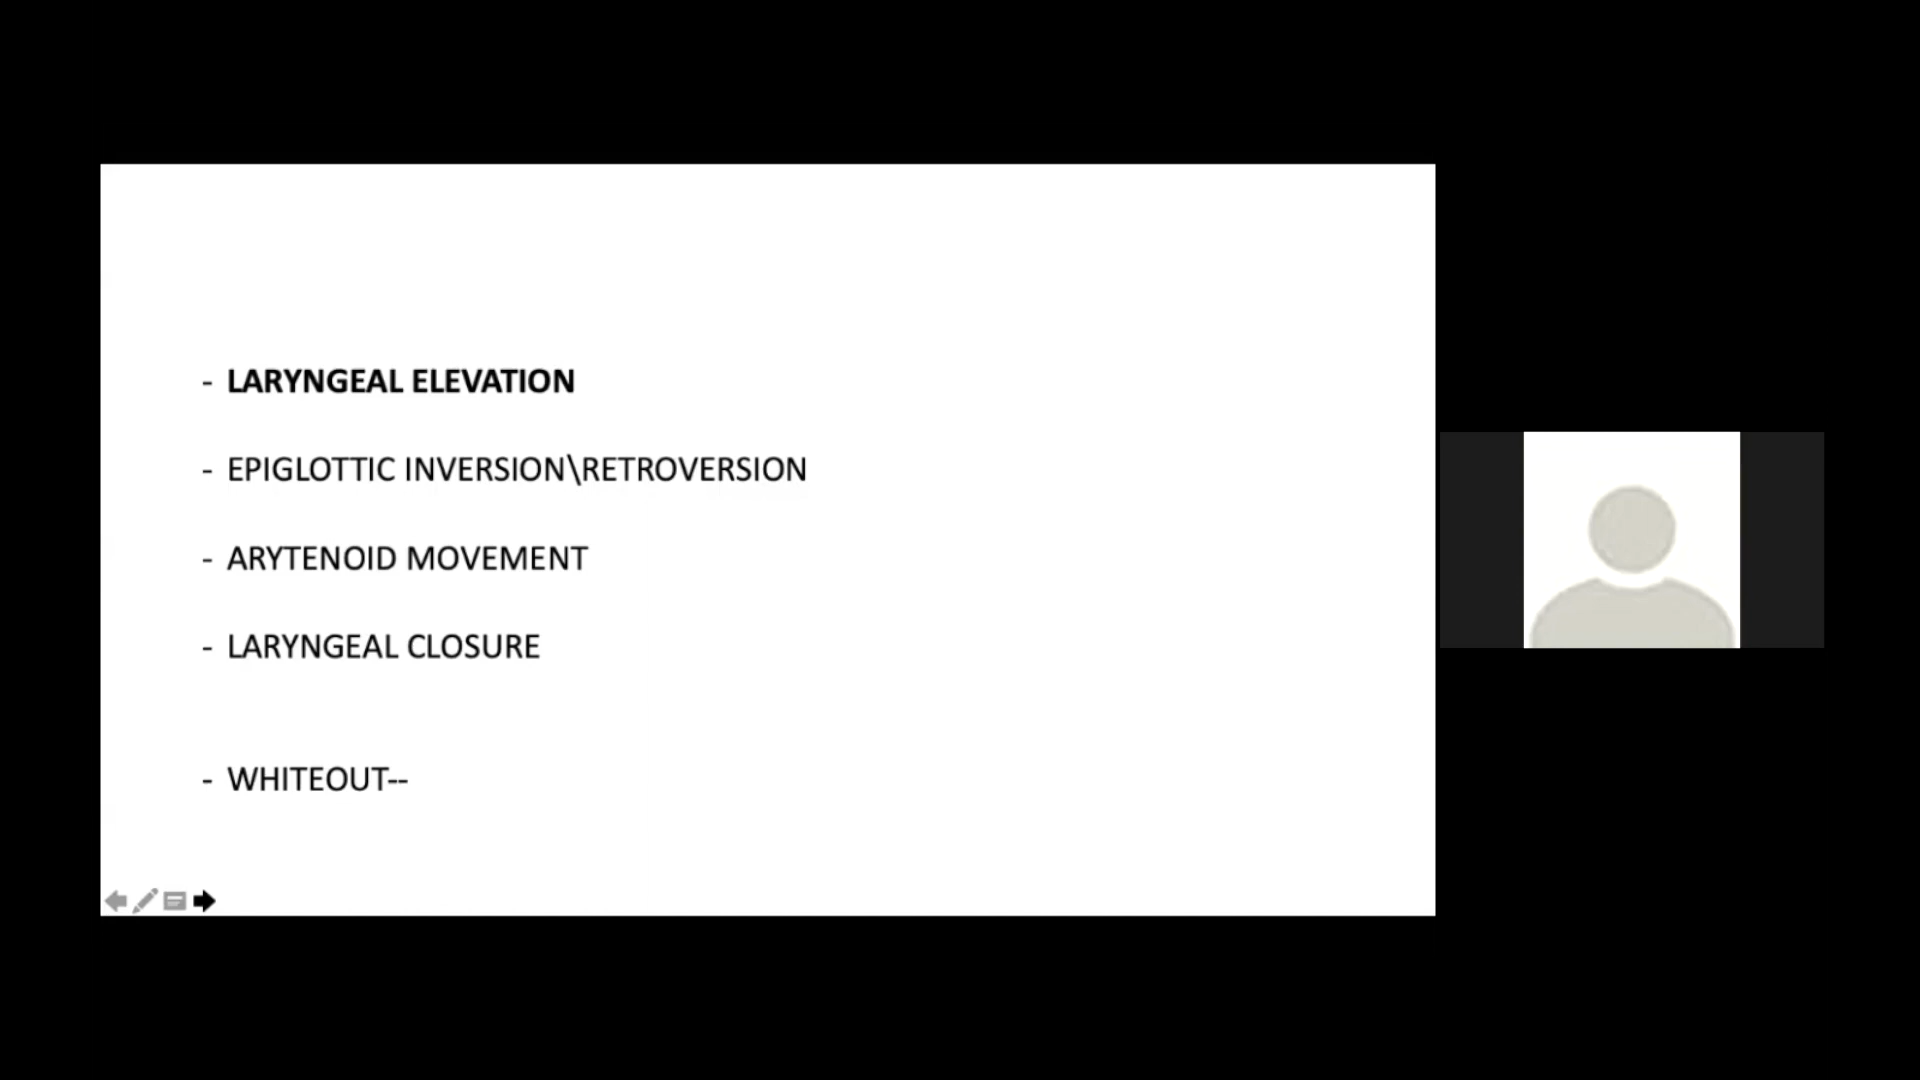 - LARYNGEAL ELEVATION
- EPIGLOTTIC INVERSION\RETROVERSION
- ARYTENOID MOVEMENT
- LARYNGEAL CLOSURE
- WHITEOUT--